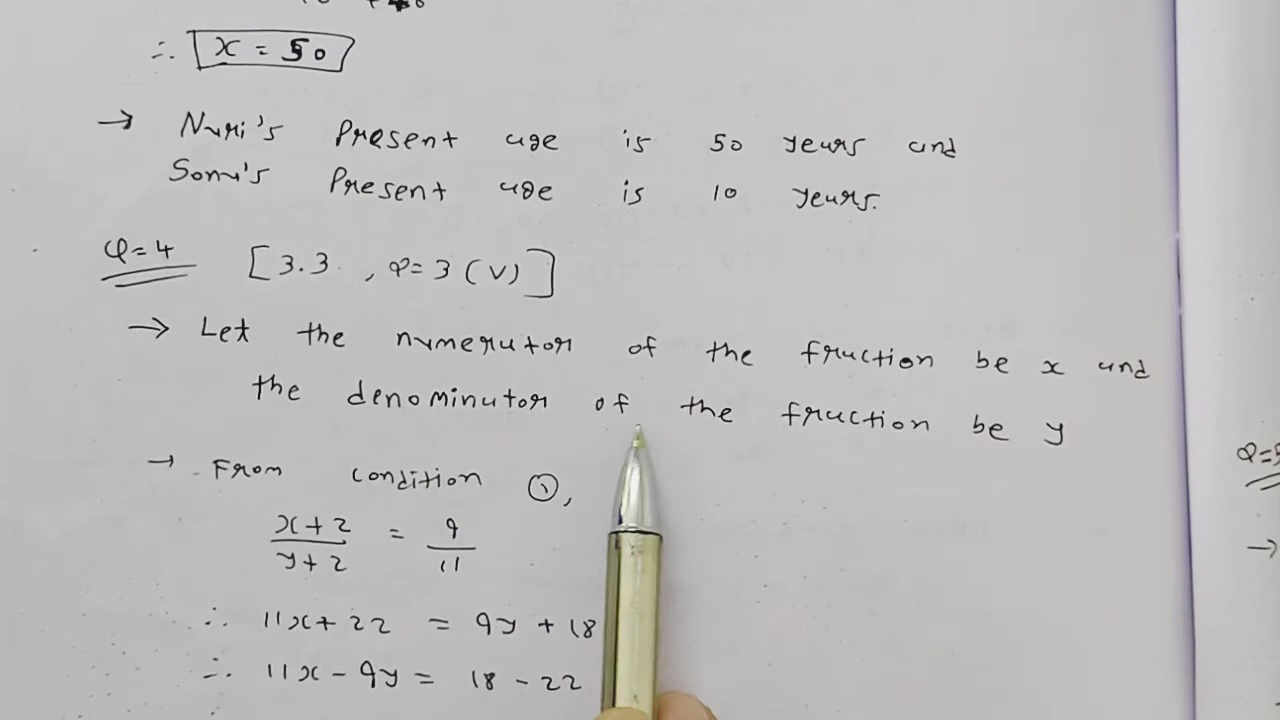 ∴ x = 50
→ Nuri's Present age is 50 years and
Sonu's Present age is 10 years.
Q=4 [3.3, Q=3 (V)]
→ Let the numerator of the fraction be x and
the denominator of the fraction be y
→ From condition ①,
x+2 / y+2 = 9 / 11
∴ 11x+22 = 9y+18
∴ 11x-9y = 18-22